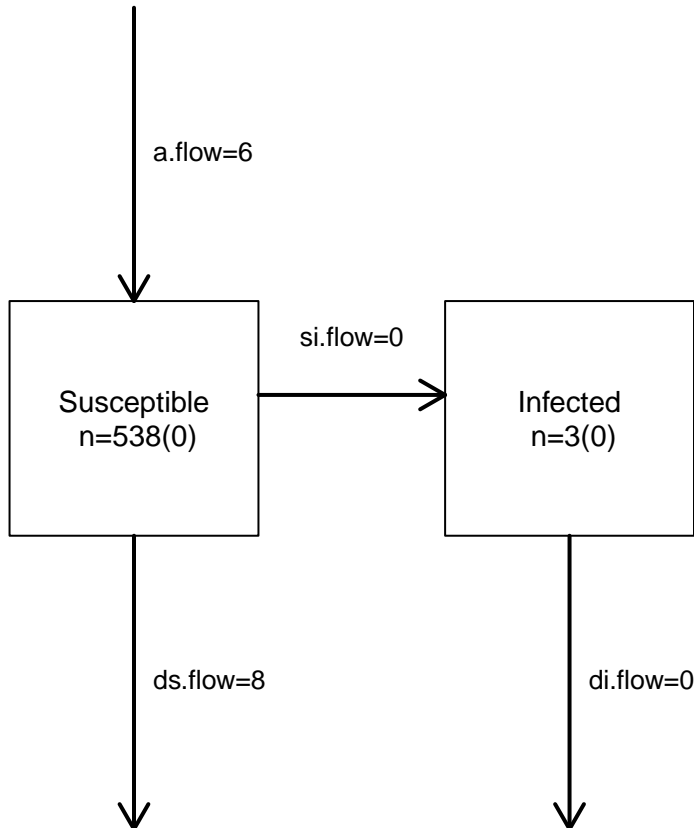 a.flow=6
si.flow=0
Susceptible
n=538(0)
Infected
n=3(0)
ds.flow=8
di.flow=0